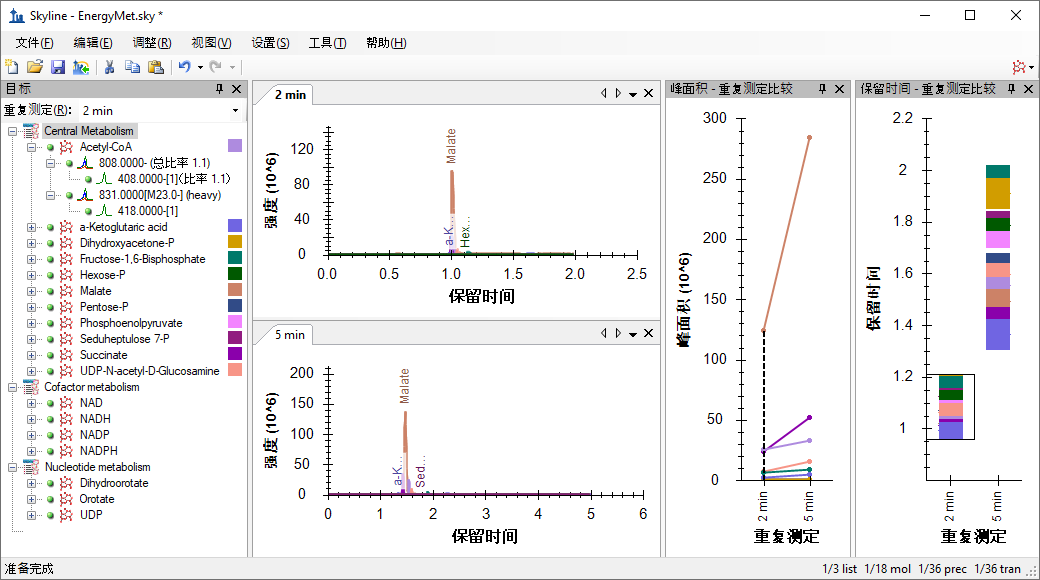 Skyline - EnergyMet.sky *
文件(F) 编辑(E) 调整(R) 视图(V) 设置(S) 工具(T) 帮助(H)
目标
重复测定(R): 2 min
Central Metabolism
Acetyl-CoA
808.0000- (总比率 1.1)
408.0000-[1](比率 1.1)
831.0000[M23.0-] (heavy)
418.0000-[1]
a-Ketoglutaric acid
Dihydroxyacetone-P
Fructose-1,6-Bisphosphate
Hexose-P
Malate
Pentose-P
Phosphoenolpyruvate
Seduheptulose 7-P
Succinate
UDP-N-acetyl-D-Glucosamine
Cofactor metabolism
NAD
NADH
NADP
NADPH
Nucleotide metabolism
Dihydroorotate
Orotate
UDP
2 min
强度 (10^6)
120
80
40
0
Malate
a-K...
Hex...
0.0 0.5 1.0 1.5 2.0 2.5
保留时间
5 min
强度 (10^6)
200
150
100
50
0
Malate
a-K...
Sed...
0 1 2 3 4 5 6
保留时间
峰面积 - 重复测定比较
峰面积 (10^6)
300
250
200
150
100
50
0
2 min
5 min
重复测定
保留时间 - 重复测定比较
保留时间
2.2
2
1.8
1.6
1.4
1.2
1
2 min
5 min
重复测定
准备完成
1/3 list 1/18 mol 1/36 prec 1/36 tran